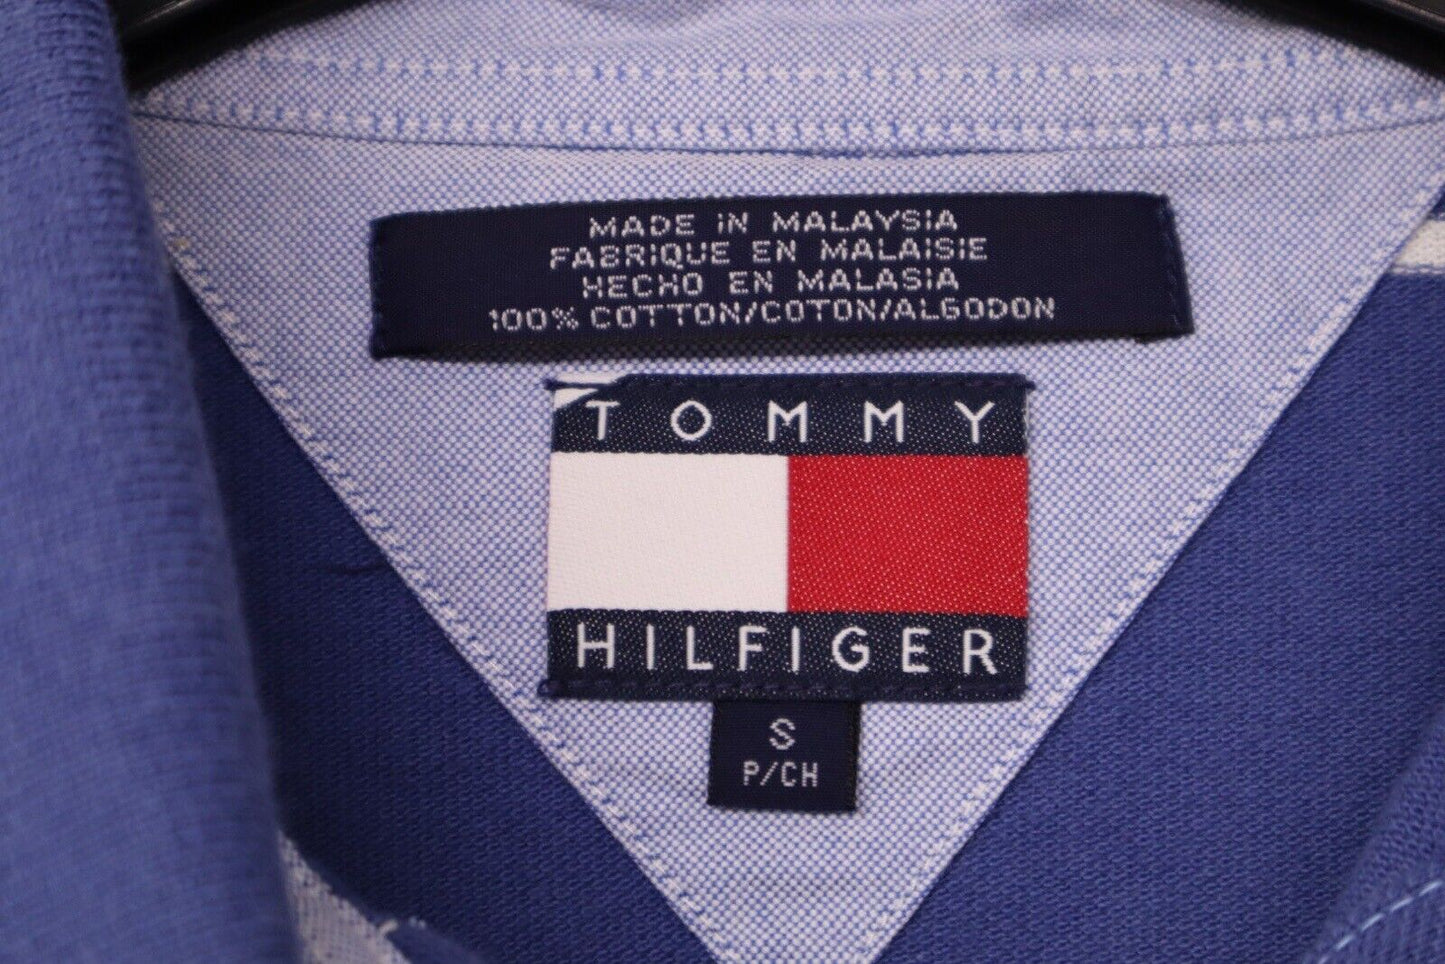 MADE IN MALAYSIA
FABRIQUE EN MALAISIE
HECHO EN MALASIA
100% COTTON/COTON/ALGODON
TOMMY
HILFIGER
S
P/CH